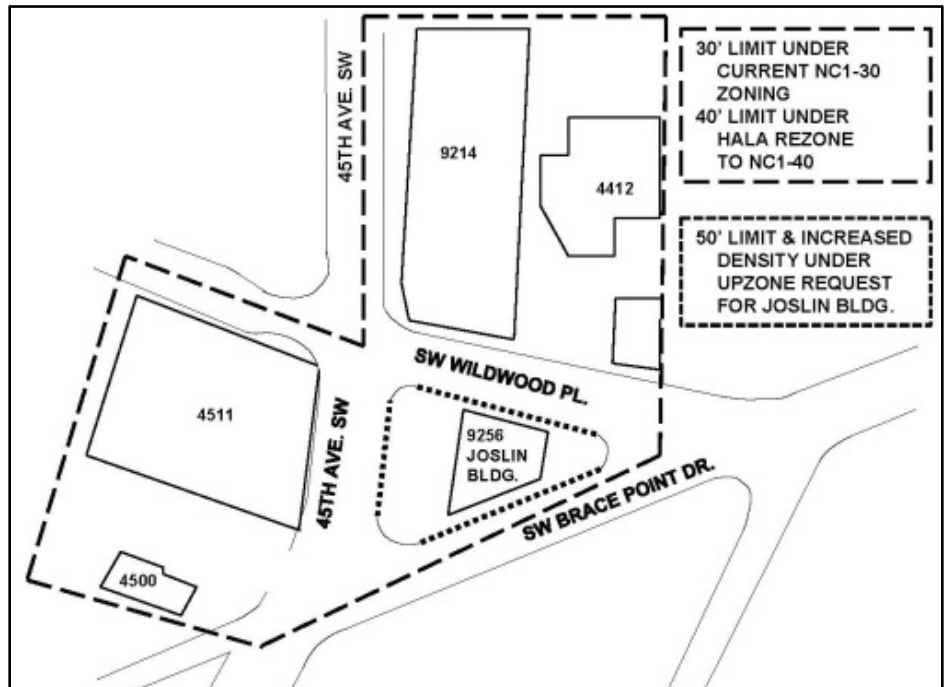 45TH AVE. SW
9214
4412
30' LIMIT UNDER
CURRENT NC1-30
ZONING
40' LIMIT UNDER
HALA REZONE
TO NC1-40
50' LIMIT & INCREASED
DENSITY UNDER
UPZONE REQUEST
FOR JOSLIN BLDG.
SW WILDWOOD PL.
4511
45TH AVE. SW
9256
JOSLIN
BLDG.
SW BRACE POINT DR.
4500